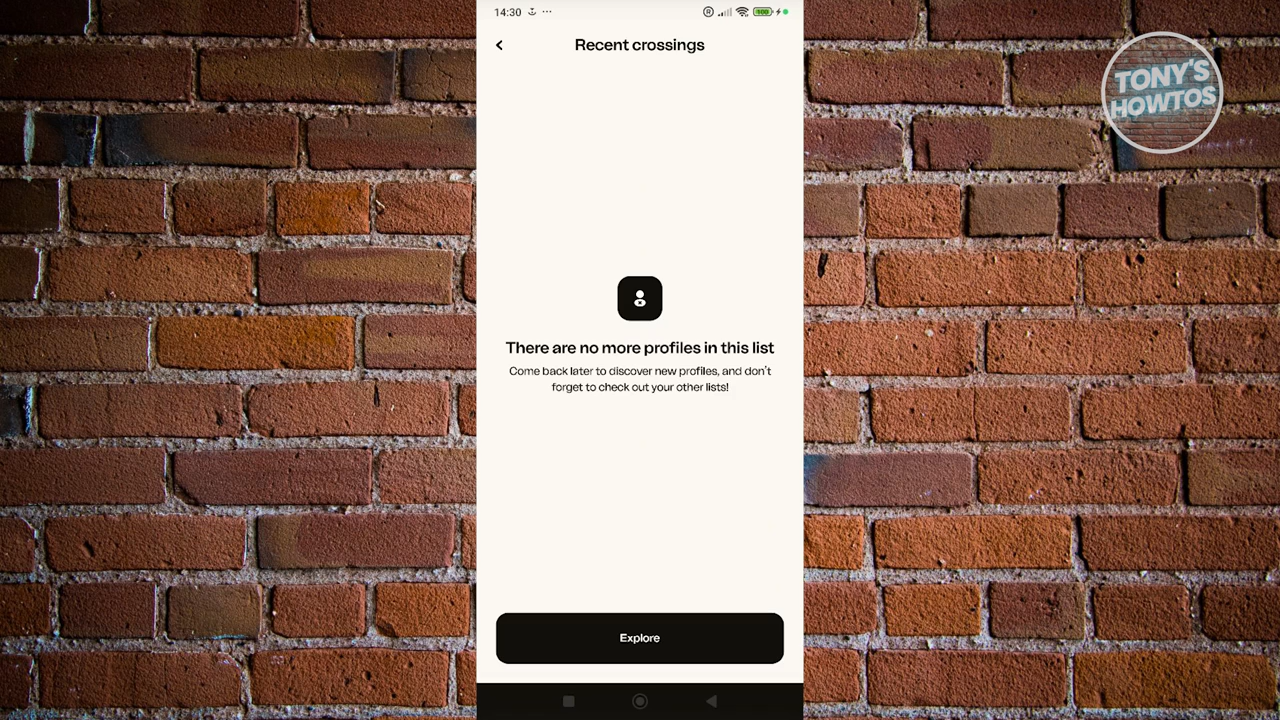 14:30
Recent crossings
TONY'S
HOWTOS
There are no more profiles in this list
Come back later to discover new profiles, and don't
forget to check out your other lists!
Explore